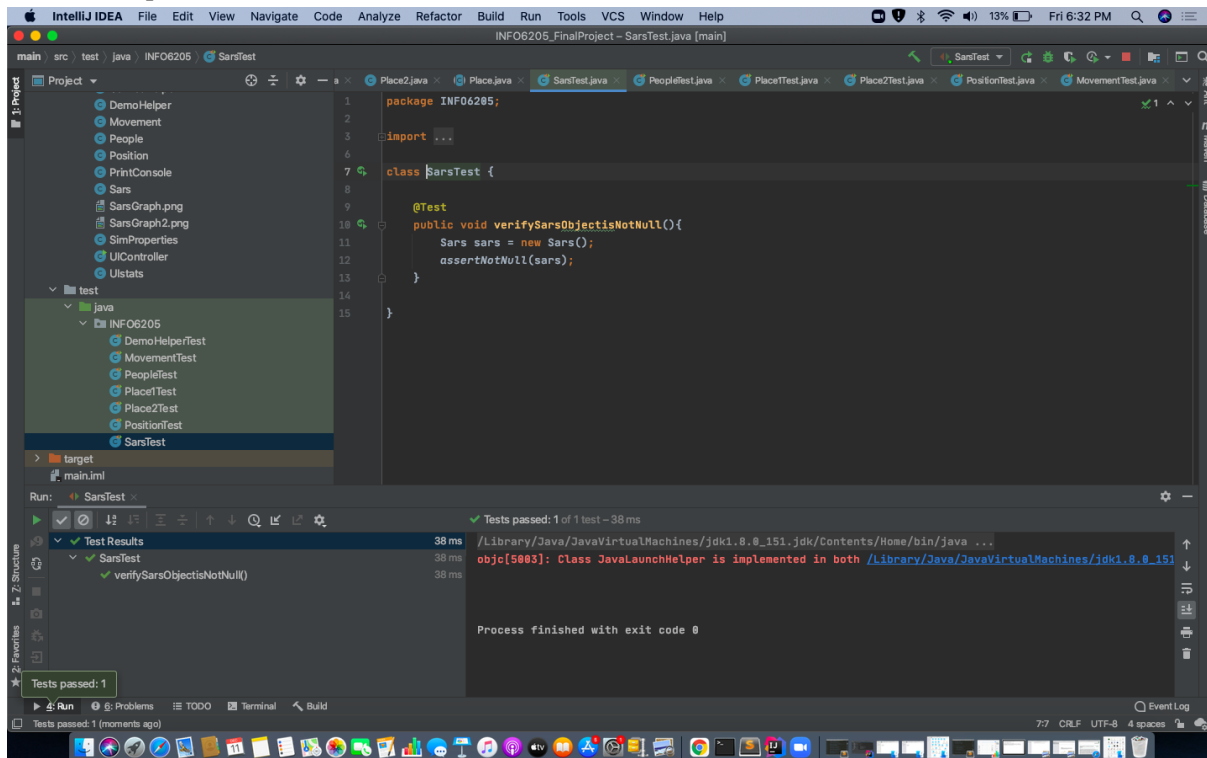 IntelliJ IDEA File Edit View Navigate Code Analyze Refactor Build Run Tools VCS Window Help 13% Fri 6:32 PM
INFO6205_FinalProject – SarsTest.java [main]
main src test java INFO6205 SarsTest SarsTest
1: Project Project Place2.java Place.java SarsTest.java PeopleTest.java Place1Test.java Place2Test.java PositionTest.java MovementTest.java
DemoHelper
Movement
People
Position
PrintConsole
Sars
SarsGraph.png
SarsGraph2.png
SimProperties
UIController
UIstats
test
java
INFO6205
DemoHelperTest
MovementTest
PeopleTest
Place1Test
Place2Test
PositionTest
SarsTest
target
main.iml
1 package INFO6205;
2
3 import ...
6
7 class SarsTest {
8
9 @Test
10 public void verifySarsObjectisNotNull(){
11 Sars sars = new Sars();
12 assertNotNull(sars);
13 }
14
15 }
1
Database
Run: SarsTest
Tests passed: 1 of 1 test – 38 ms
Test Results 38 ms
SarsTest 38 ms
verifySarsObjectisNotNull() 38 ms
/Library/Java/JavaVirtualMachines/jdk1.8.0_151.jdk/Contents/Home/bin/java ...
objc[5003]: Class JavaLaunchHelper is implemented in both /Library/Java/JavaVirtualMachines/jdk1.8.0_151
Process finished with exit code 0
Z: Structure
2: Favorites
Tests passed: 1
4: Run 6: Problems TODO Terminal Build Event Log
Tests passed: 1 (moments ago) 7:7 CRLF UTF-8 4 spaces